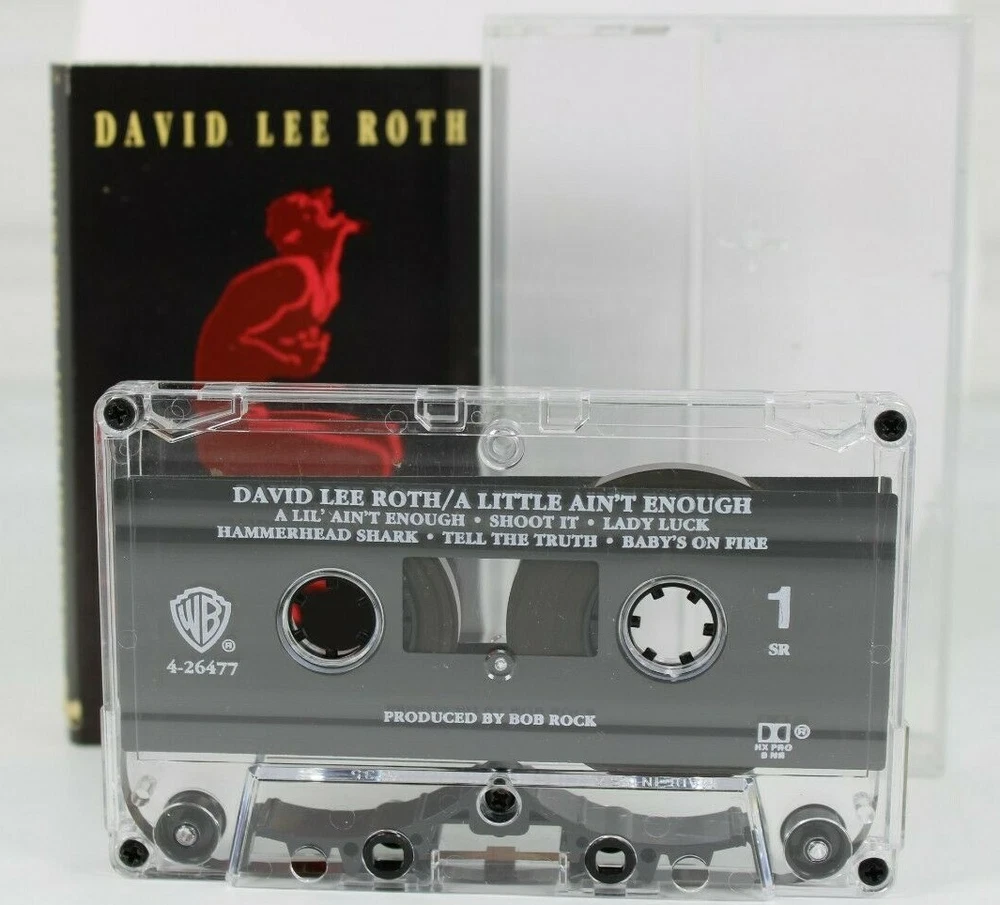 DAVID LEE ROTH
DAVID LEE ROTH/A LITTLE AIN'T ENOUGH
A LIL' AIN'T ENOUGH • SHOOT IT • LADY LUCK
HAMMERHEAD SHARK • TELL THE TRUTH • BABY'S ON FIRE
WB ®
4-26477
1
SR
PRODUCED BY BOB ROCK
®
HX PRO
B NR